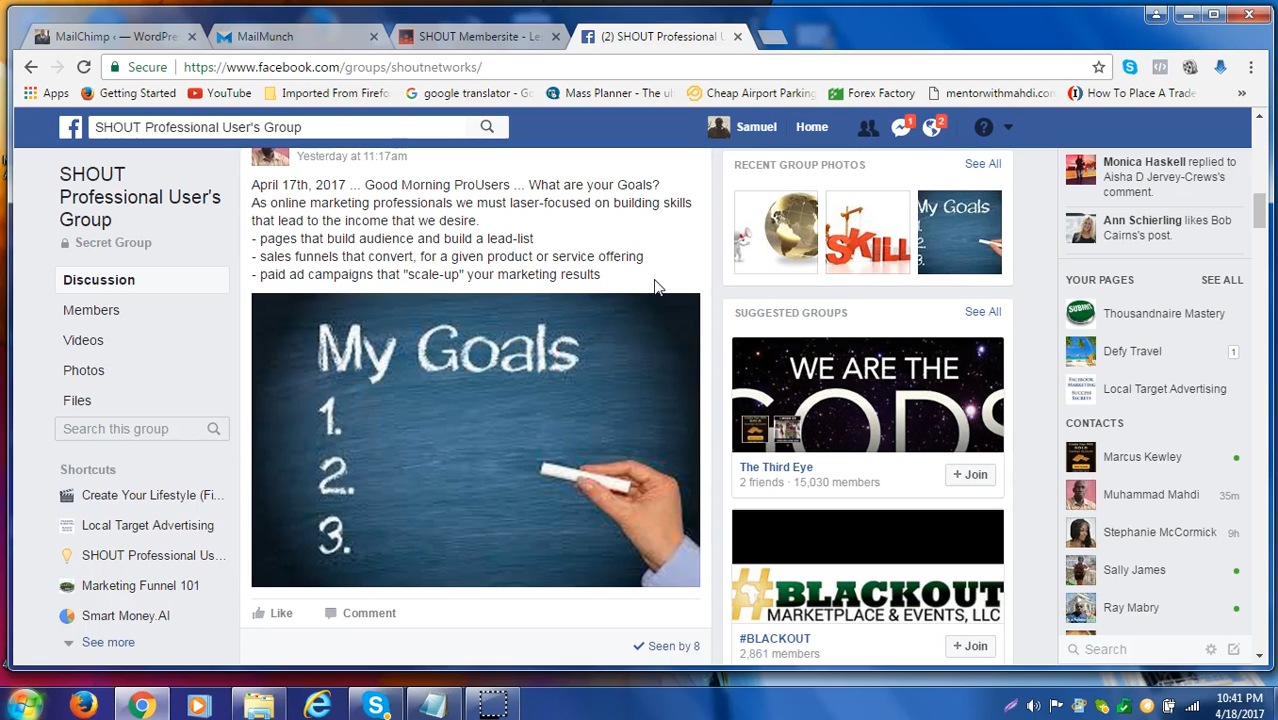 MailChimp ‹ — WordPre
MailMunch
SHOUT Membersite - Le
(2) SHOUT Professional U
Secure
https://www.facebook.com/groups/shoutnetworks/
Apps
Getting Started
YouTube
Imported From Firefo
google translator - Go
Mass Planner - The ul
Cheap Airport Parking
Forex Factory
mentorwithmahdi.com
How To Place A Trade
»
SHOUT Professional User's Group
Samuel
Home
1
2
SHOUT
Professional User's
Group
Secret Group
Discussion
Members
Videos
Photos
Files
Search this group
Shortcuts
Create Your Lifestyle (Fi...
Local Target Advertising
SHOUT Professional Us...
Marketing Funnel 101
Smart Money.AI
See more
Yesterday at 11:17am
April 17th, 2017 ... Good Morning ProUsers ... What are your Goals?
As online marketing professionals we must laser-focused on building skills
that lead to the income that we desire.
- pages that build audience and build a lead-list
- sales funnels that convert, for a given product or service offering
- paid ad campaigns that "scale-up" your marketing results
My Goals
1.
2.
3.
Like
Comment
Seen by 8
RECENT GROUP PHOTOS
See All
SKILL
My Goals
1.
2.
3.
SUGGESTED GROUPS
See All
WE ARE THE
GODS
The Third Eye
2 friends · 15,030 members
+ Join
#BLACKOUT
MARKETPLACE & EVENTS, LLC
#BLACKOUT
2,861 members
+ Join
Monica Haskell replied to
Aisha D Jervey-Crews's
comment.
Ann Schierling likes Bob
Cairns's post.
YOUR PAGES
SEE ALL
SUBMIT
Thousandnaire Mastery
Defy Travel
1
FACEBOOK
MARKETING
SUCCESS
SECRETS
Local Target Advertising
CONTACTS
Marcus Kewley
Muhammad Mahdi
35m
Stephanie McCormick
9h
Sally James
Ray Mabry
Search
10:41 PM
4/18/2017